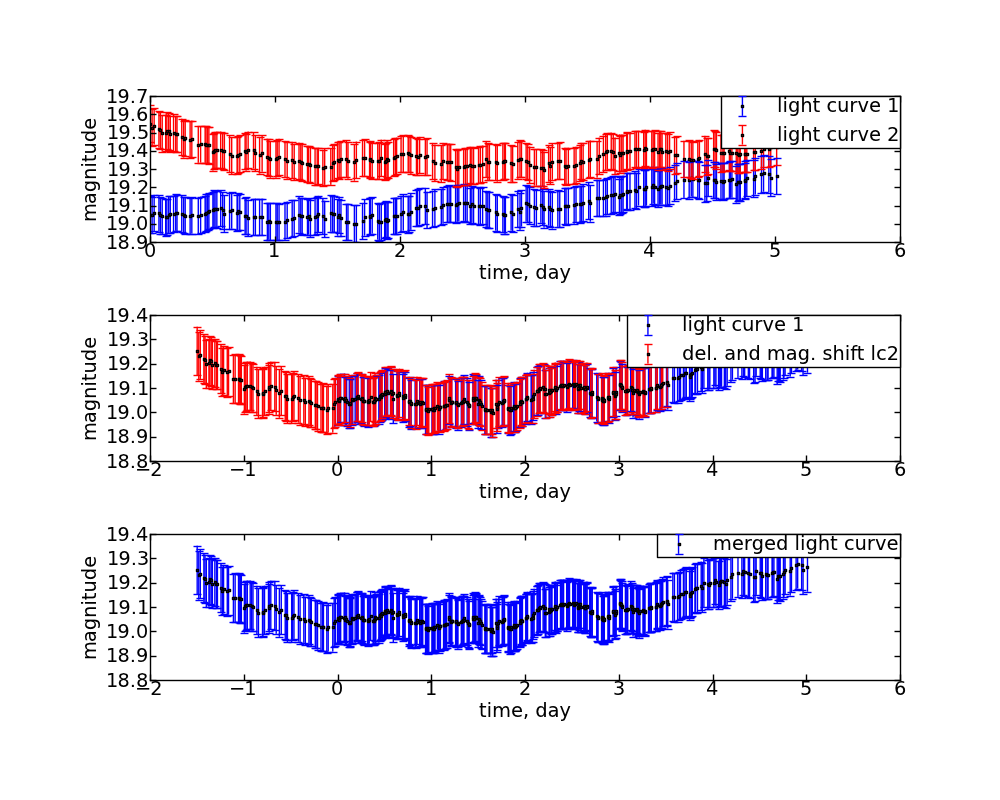 19.7
19.6
19.5
19.4
19.3
19.2
19.1
19.0
18.9
magnitude
light curve 1
light curve 2
0 1 2 3 4 5 6
time, day
19.4
19.3
19.2
19.1
19.0
18.9
18.8
magnitude
light curve 1
del. and mag. shift lc2
−2 −1 0 1 2 3 4 5 6
time, day
19.4
19.3
19.2
19.1
19.0
18.9
18.8
magnitude
merged light curve
−2 −1 0 1 2 3 4 5 6
time, day